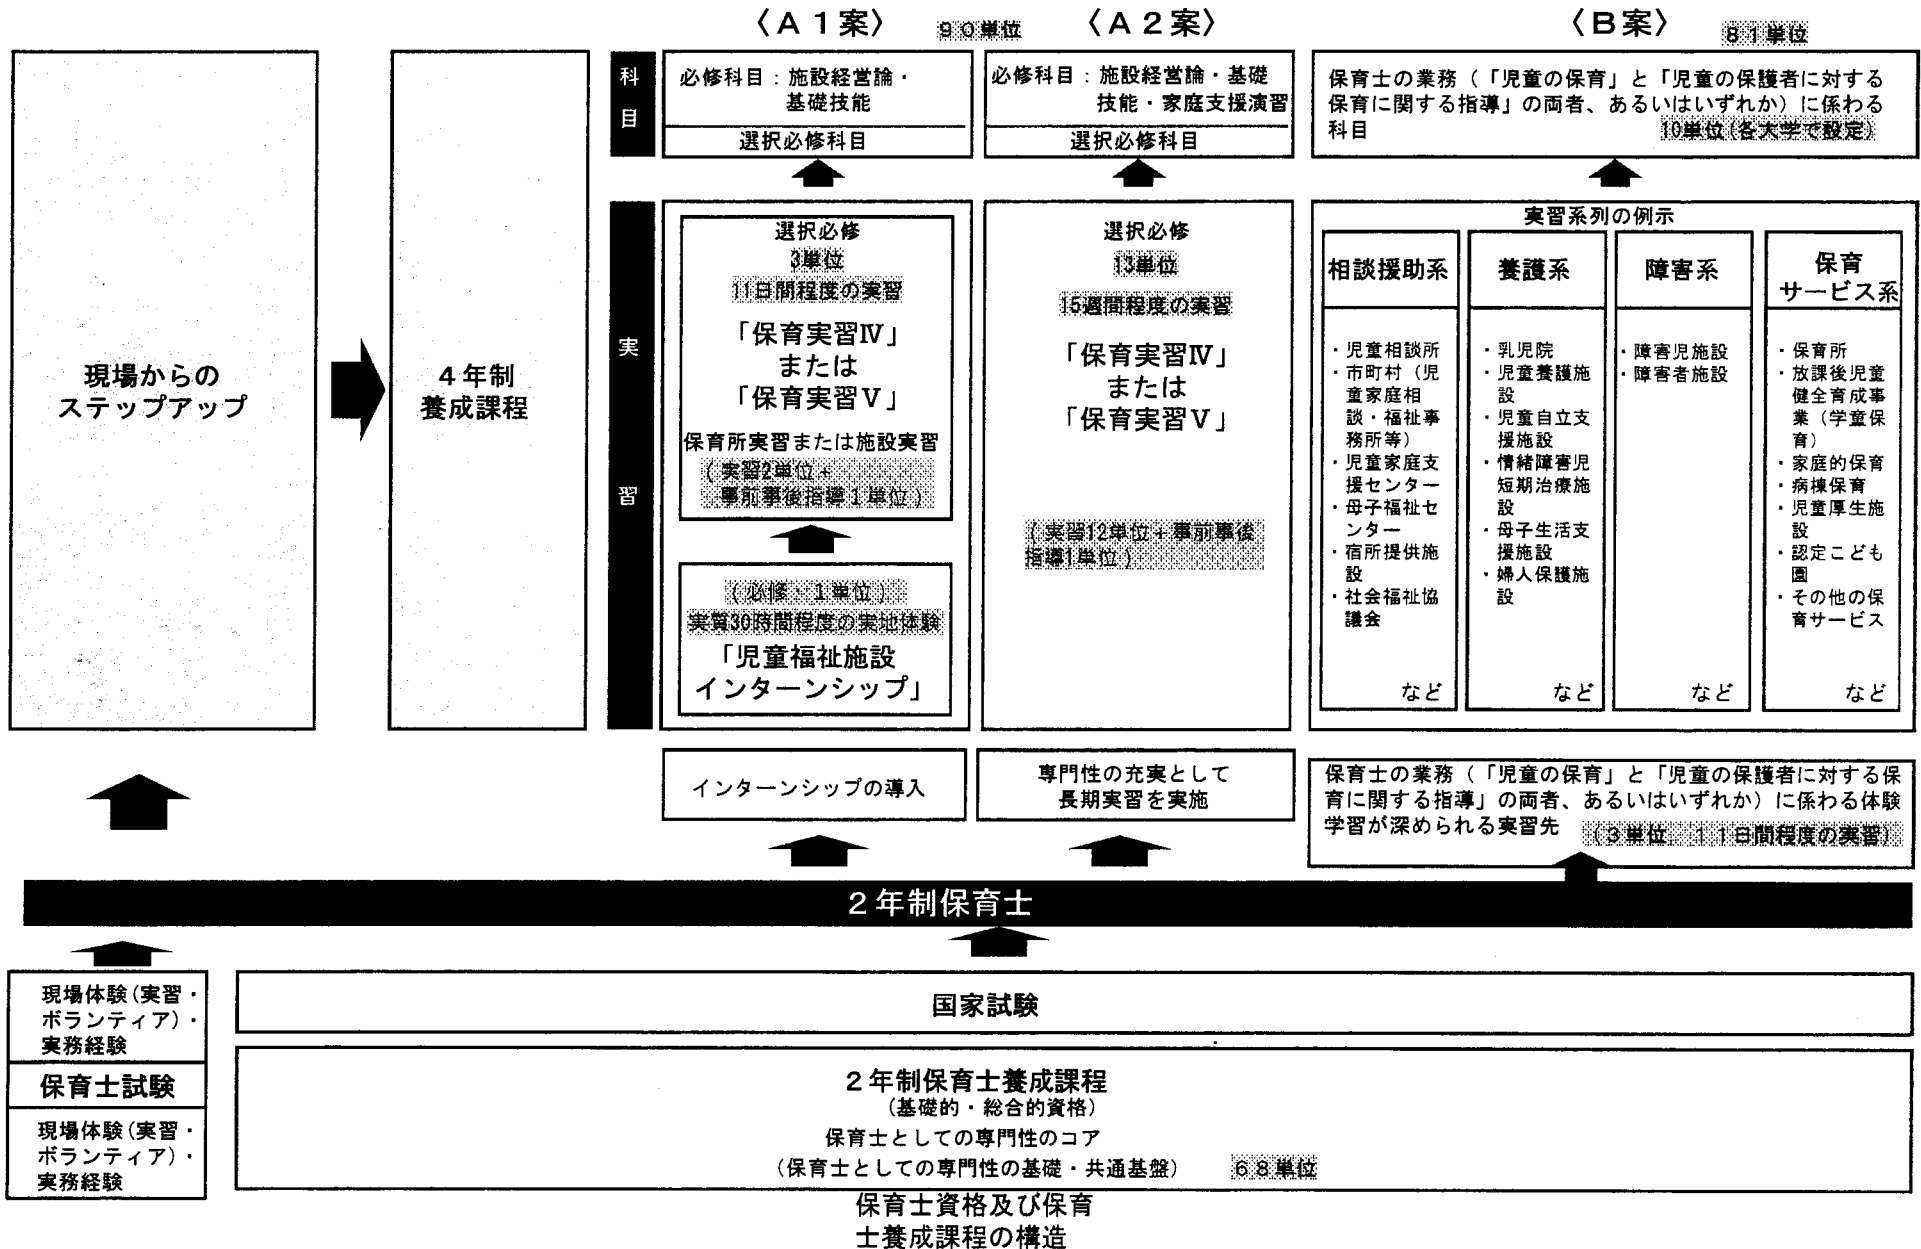 〈A1案〉
90単位
〈A2案〉
〈B案〉
81単位
科目
必修科目：施設経営論・
基礎技能
選択必修科目
必修科目：施設経営論・基礎
技能・家庭支援演習
選択必修科目
保育士の業務（「児童の保育」と「児童の保護者に対する
保育に関する指導」の両者、あるいはいずれか）に係わる
科目
10単位(各大学で設定)
現場からの
ステップアップ
4年制
養成課程
実習
選択必修
3単位
11日間程度の実習
「保育実習Ⅳ」
または
「保育実習Ⅴ」
保育所実習または施設実習
（実習2単位＋
事前事後指導１単位）
（必修・１単位）
実質30時間程度の実地体験
「児童福祉施設
インターンシップ」
選択必修
13単位
15週間程度の実習
「保育実習Ⅳ」
または
「保育実習Ⅴ」
（実習12単位＋事前事後
指導1単位）
実習系列の例示
相談援助系
・児童相談所
・市町村（児
童家庭相
談・福祉事
務所等）
・児童家庭支
援センター
・母子福祉セ
ンター
・宿所提供施
設
・社会福祉協
議会
など
養護系
・乳児院
・児童養護施
設
・児童自立支
援施設
・情緒障害児
短期治療施
設
・母子生活支
援施設
・婦人保護施
設
など
障害系
・障害児施設
・障害者施設
など
保育
サービス系
・保育所
・放課後児童
健全育成事
業（学童保
育）
・家庭的保育
・病棟保育
・児童厚生施
設
・認定こども
園
・その他の保
育サービス
など
インターンシップの導入
専門性の充実として
長期実習を実施
保育士の業務（「児童の保育」と「児童の保護者に対する保
育に関する指導」の両者、あるいはいずれか）に係わる体験
学習が深められる実習先
（3単位　11日間程度の実習）
2年制保育士
現場体験(実習・
ボランティア)・
実務経験
保育士試験
現場体験(実習・
ボランティア)・
実務経験
国家試験
2年制保育士養成課程
（基礎的・総合的資格）
保育士としての専門性のコア
（保育士としての専門性の基礎・共通基盤）
68単位
保育士資格及び保育
士養成課程の構造